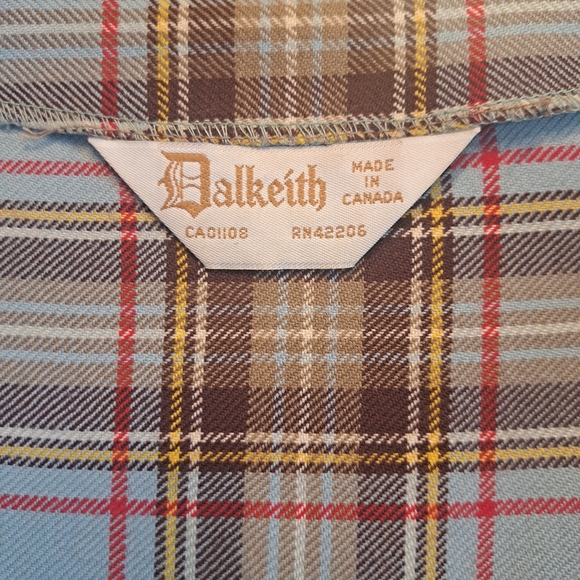 Dalkeith
MADE
IN
CANADA
CA01108
RN42206